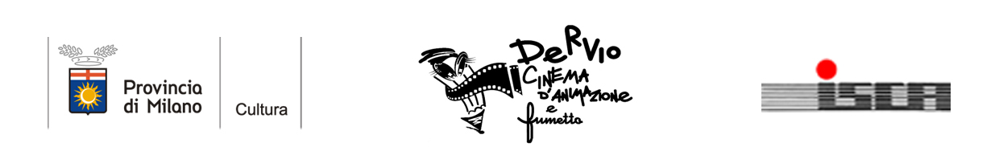 Provincia
di Milano
Cultura
DeRVio
CiNEMA
D'ANiMAZiONE
e
fumetto
isca